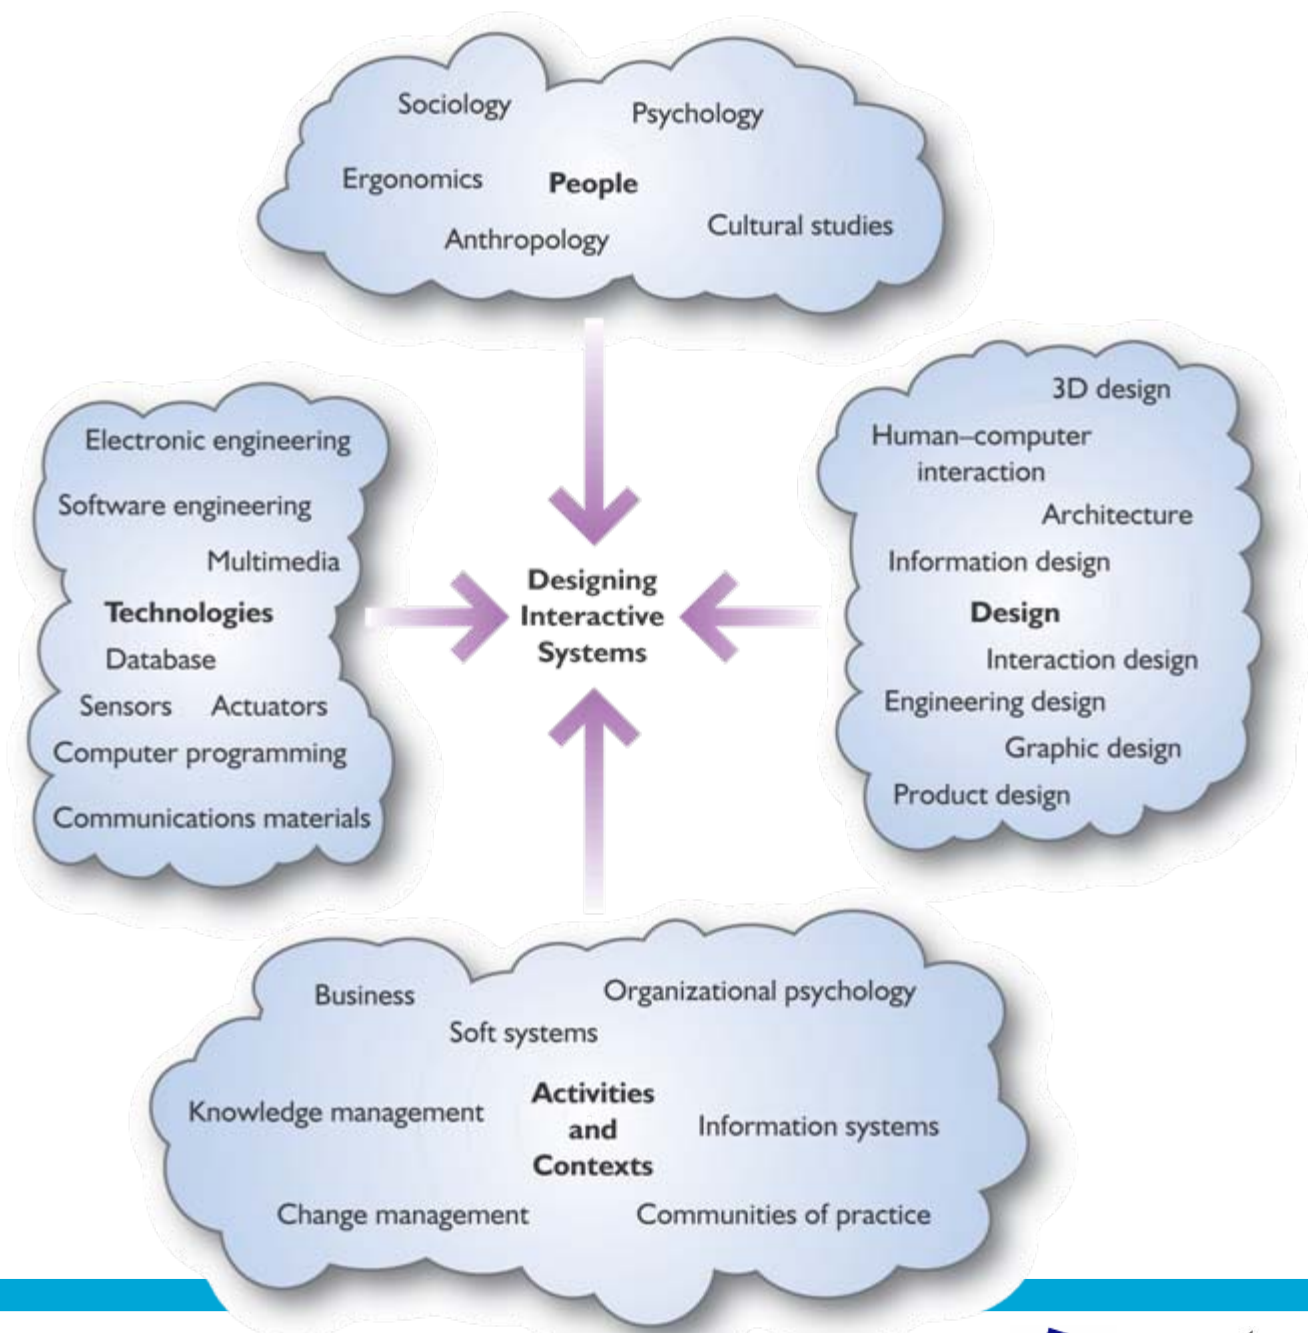 Sociology
Psychology
Ergonomics
People
Cultural studies
Anthropology
Electronic engineering
Software engineering
Multimedia
Technologies
Database
Sensors Actuators
Computer programming
Communications materials
Designing
Interactive
Systems
3D design
Human–computer
interaction
Architecture
Information design
Design
Interaction design
Engineering design
Graphic design
Product design
Business
Organizational psychology
Soft systems
Knowledge management
Activities
and
Contexts
Information systems
Change management
Communities of practice